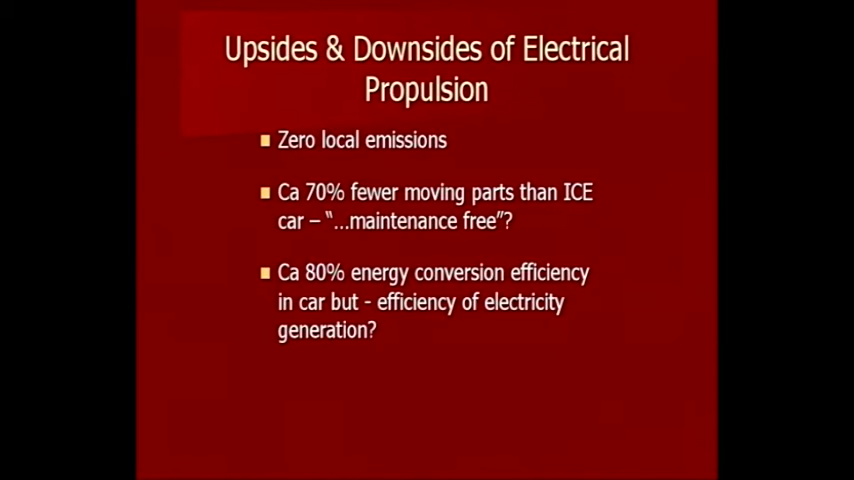 Upsides & Downsides of Electrical
Propulsion
Zero local emissions
Ca 70% fewer moving parts than ICE
car – “...maintenance free”?
Ca 80% energy conversion efficiency
in car but - efficiency of electricity
generation?